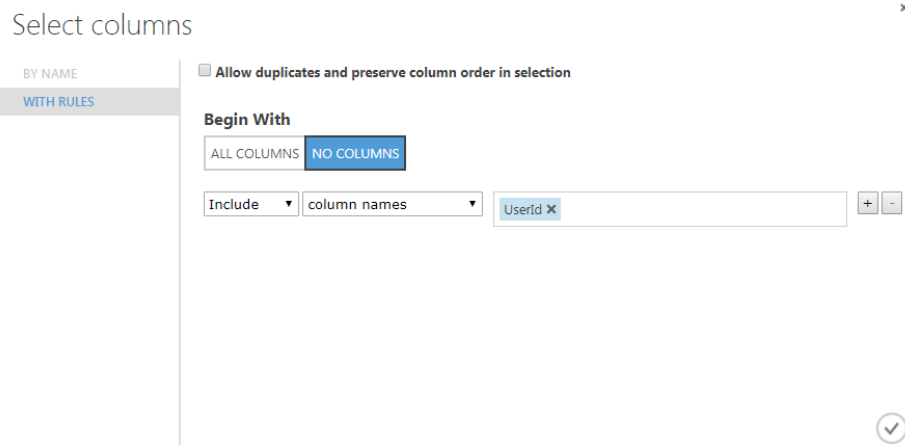 Select columns
BY NAME
WITH RULES
Allow duplicates and preserve column order in selection
Begin With
ALL COLUMNS NO COLUMNS
Include column names UserId + -